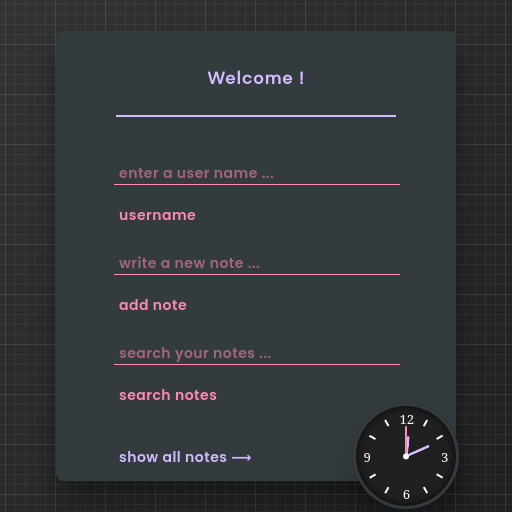 Welcome !
enter a user name ...
username
write a new note ...
add note
search your notes ...
search notes
show all notes ⟶
12
9
3
6